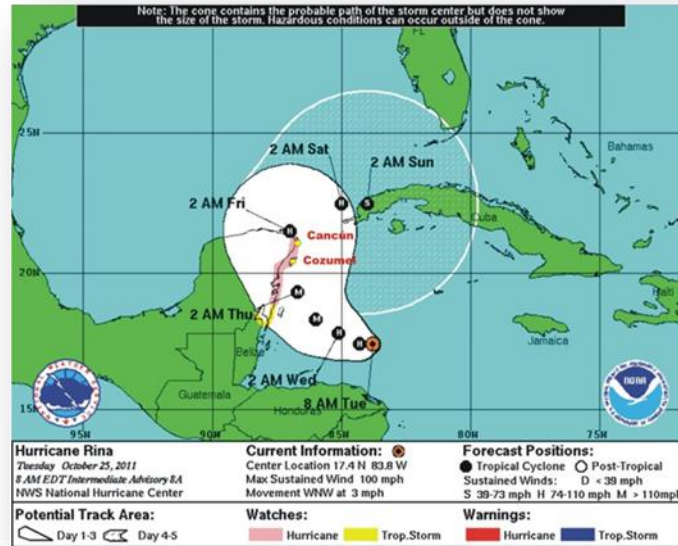 Note: The cone contains the probable path of the storm center but does not show
the size of the storm. Hazardous conditions can occur outside of the cone.
FL
25N
2 AM Sat
2 AM Sun
Bahamas
2 AM Fri
Cancún
Cuba
Cozumel
20N
M
2 AM Thu
M
Haiti
Belize
H
H
Jamaica
2 AM Wed
Guatemala
8 AM Tue
Honduras
NOAA
15N
95W
90W
85W
80W
75W
Hurricane Rina
Tuesday October 25, 2011
8 AM EDT Intermediate Advisory 8A
NWS National Hurricane Center
Current Information:
Center Location 17.4 N 83.8 W
Max Sustained Wind 100 mph
Movement WNW at 3 mph
Forecast Positions:
Tropical Cyclone Post-Tropical
Sustained Winds: D < 39 mph
S 39-73 mph H 74-110 mph M > 110mph
Potential Track Area:
Day 1-3 Day 4-5
Watches:
Hurricane Trop.Storm
Warnings:
Hurricane Trop.Storm